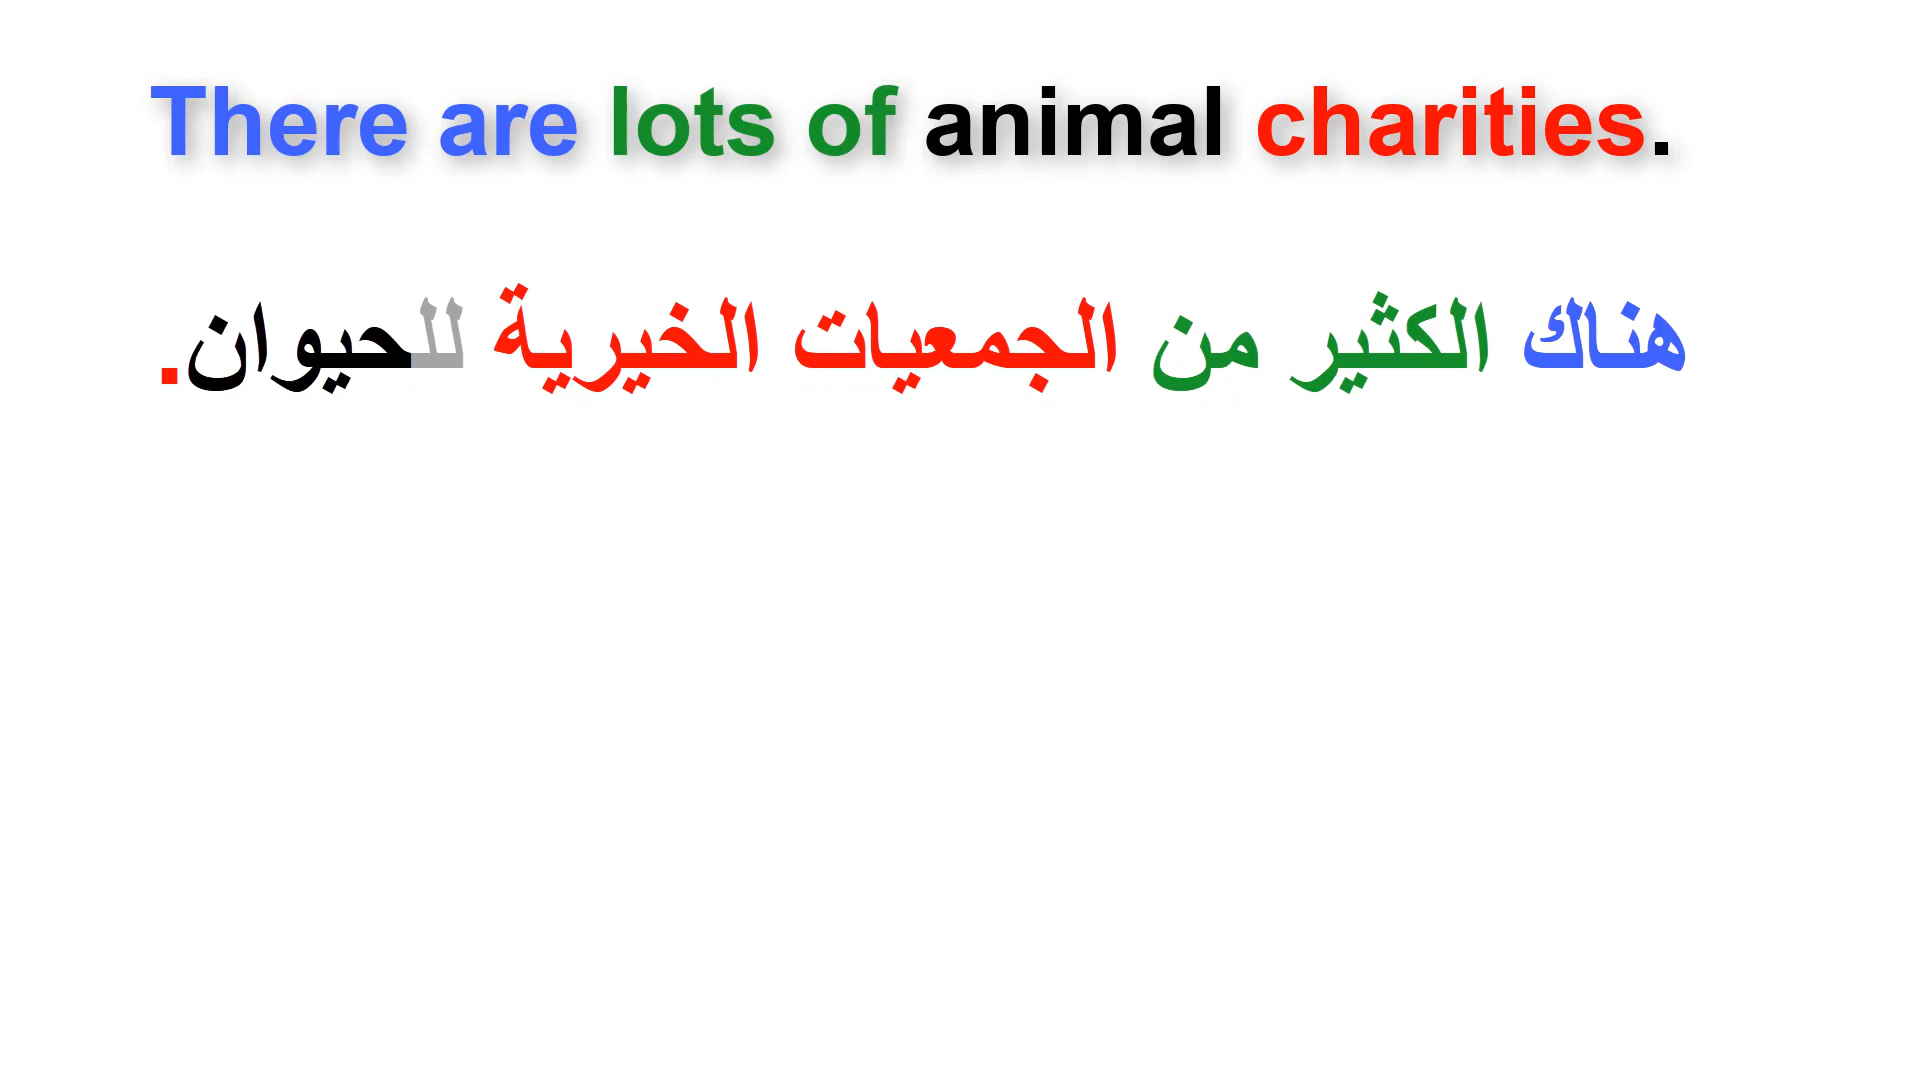 There are lots of animal charities.
هناك الكثير من الجمعيات الخيرية للحيوان.